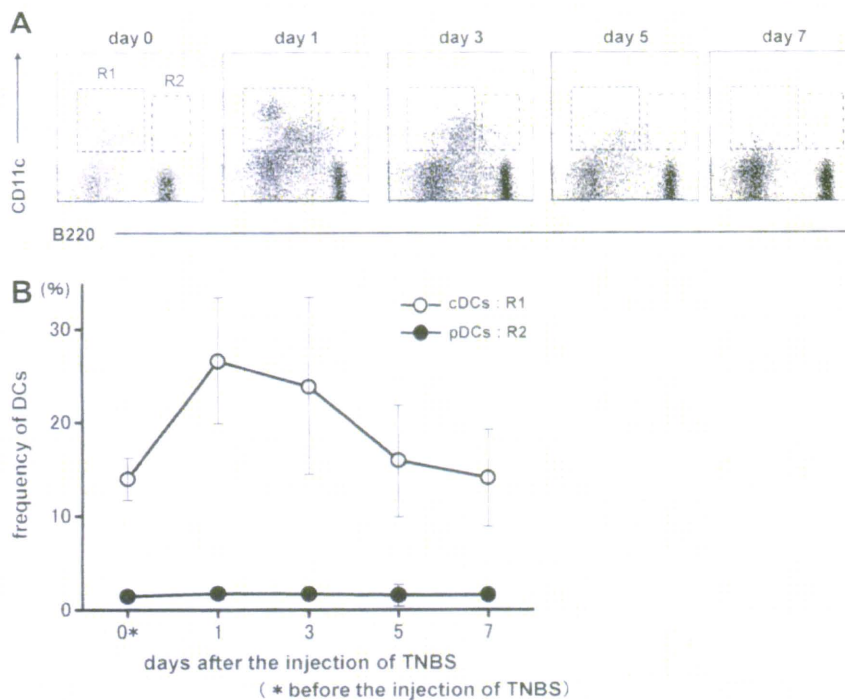 A
day 0 day 1 day 3 day 5 day 7
R1 R2
CD11c
B220
B
(%)
cDCs : R1
pDCs : R2
30
20
10
0
frequency of DCs
0* 1 3 5 7
days after the injection of TNBS
( * before the injection of TNBS)